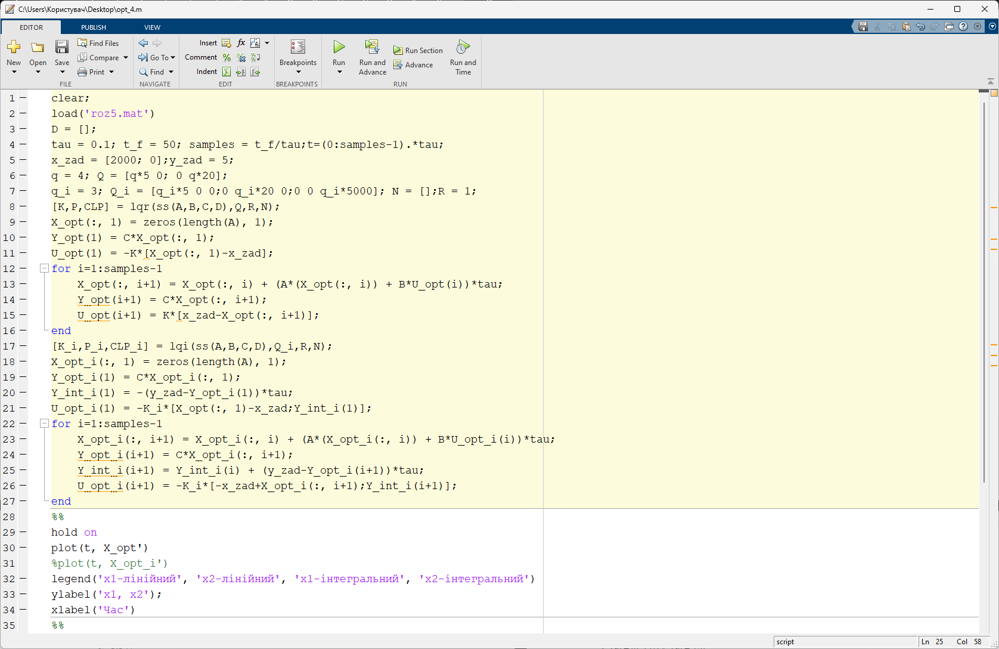 C:\Users\Користувач\Desktop\opt_4.m
EDITOR PUBLISH VIEW
New
Open
Save
Find Files
Compare
Print
FILE
Go To
Find
NAVIGATE
Insert fx
Comment
Indent
EDIT
Breakpoints
BREAKPOINTS
Run
Run and Advance
Run Section
Advance
Run and Time
RUN
1 clear;
2 load('roz5.mat')
3 D = [];
4 tau = 0.1; t_f = 50; samples = t_f/tau;t=(0:samples-1).*tau;
5 x_zad = [2000; 0];y_zad = 5;
6 q = 4; Q = [q*5 0; 0 q*20];
7 q_i = 3; Q_i = [q_i*5 0 0;0 q_i*20 0;0 0 q_i*5000]; N = [];R = 1;
8 [K,P,CLP] = lqr(ss(A,B,C,D),Q,R,N);
9 X_opt(:, 1) = zeros(length(A), 1);
10 Y_opt(1) = C*X_opt(:, 1);
11 U_opt(1) = -K*[X_opt(:, 1)-x_zad];
12 for i=1:samples-1
13 X_opt(:, i+1) = X_opt(:, i) + (A*(X_opt(:, i)) + B*U_opt(i))*tau;
14 Y_opt(i+1) = C*X_opt(:, i+1);
15 U_opt(i+1) = K*[x_zad-X_opt(:, i+1)];
16 end
17 [K_i,P_i,CLP_i] = lqi(ss(A,B,C,D),Q_i,R,N);
18 X_opt_i(:, 1) = zeros(length(A), 1);
19 Y_opt_i(1) = C*X_opt_i(:, 1);
20 Y_int_i(1) = -(y_zad-Y_opt_i(1))*tau;
21 U_opt_i(1) = -K_i*[X_opt(:, 1)-x_zad;Y_int_i(1)];
22 for i=1:samples-1
23 X_opt_i(:, i+1) = X_opt_i(:, i) + (A*(X_opt_i(:, i)) + B*U_opt_i(i))*tau;
24 Y_opt_i(i+1) = C*X_opt_i(:, i+1);
25 Y_int_i(i+1) = Y_int_i(i) + (y_zad-Y_opt_i(i+1))*tau;
26 U_opt_i(i+1) = -K_i*[-x_zad+X_opt_i(:, i+1);Y_int_i(i+1)];
27 end
28 %%
29 hold on
30 plot(t, X_opt')
31 %plot(t, X_opt_i')
32 legend('x1-лінійний', 'x2-лінійний', 'x1-інтегральний', 'x2-інтегральний')
33 ylabel('x1, x2');
34 xlabel('Час')
35 %%
script Ln 25 Col 58